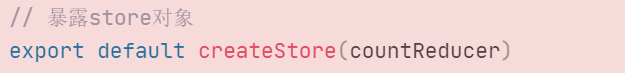 // 暴露store对象
export default createStore(countReducer)